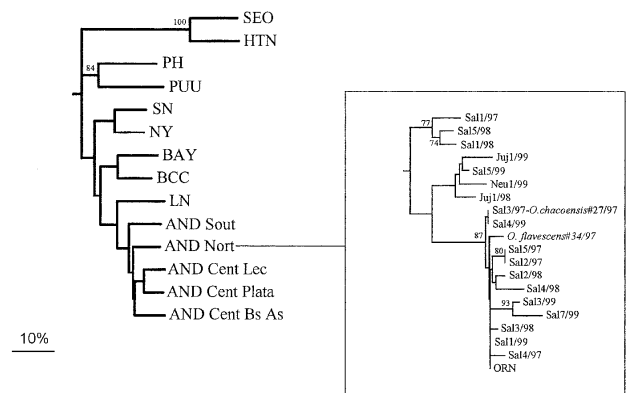 100
SEO
HTN
84
PH
PUU
SN
NY
BAY
BCC
LN
AND Sout
AND Nort
AND Cent Lec
AND Cent Plata
AND Cent Bs As
10%
77
Sal1/97
Sal5/98
74
Sal1/98
Juj1/99
Sal5/99
Neu1/99
Juj1/98
Sal3/97-O.chacoensis#27/97
Sal4/99
87
O. flavescens#34/97
80
Sal5/97
Sal2/97
Sal2/98
Sal4/98
93
Sal3/99
Sal7/99
Sal3/98
Sal1/99
Sal4/97
ORN